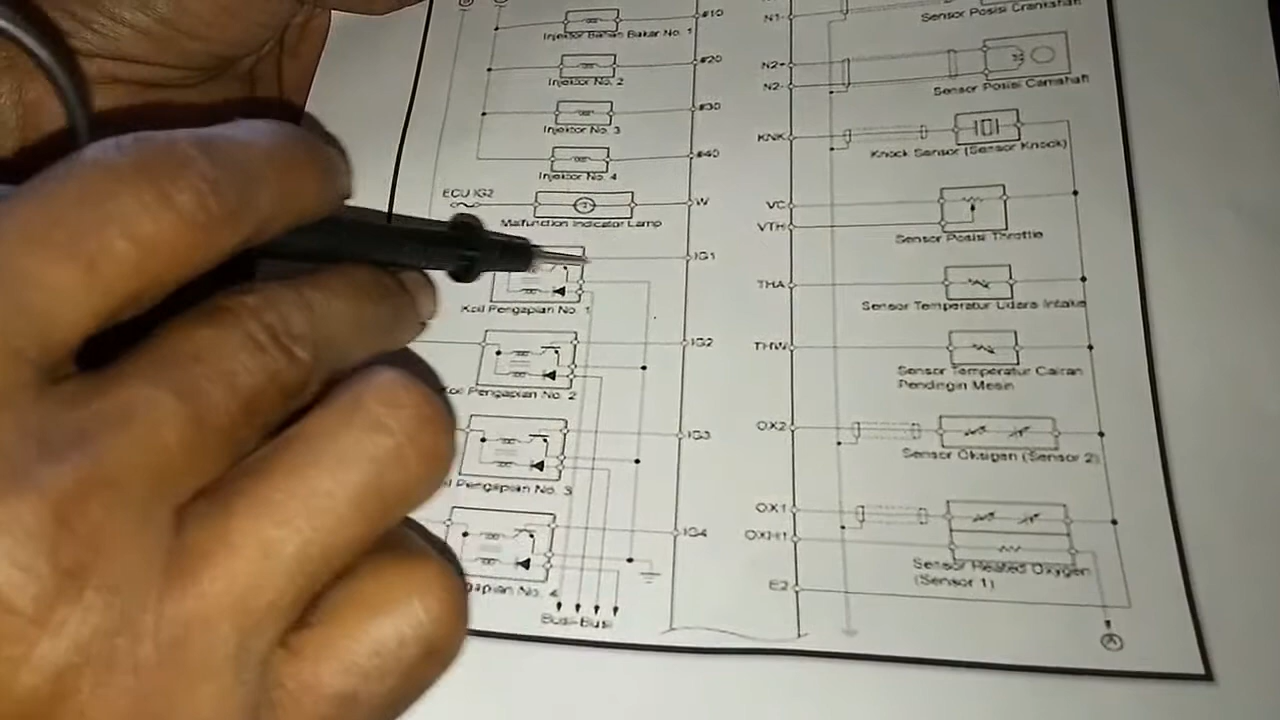 #10
Injektor Bahan Bakar No. 1
#20
Injektor No. 2
#30
Injektor No. 3
#40
Injektor No. 4
ECU IG2
W
Malfunction Indicator Lamp
IG1
Koil Pengapian No. 1
IG2
Koil Pengapian No. 2
IG3
Pengapian No. 3
IG4
No. 4
Busi-Busi
N1-
Sensor Posisi Crankshaft
N2+
N2-
Sensor Posisi Camshaft
KNK
Knock Sensor (Sensor Knock)
VC
VTH
Sensor Posisi Throttle
THA
Sensor Temperatur Udara Intake
THW
Sensor Temperatur Cairan
Pendingin Mesin
OX2
Sensor Oksigen (Sensor 2)
OX1
OXH1
Sensor Heated Oxygen
(Sensor 1)
E2
A